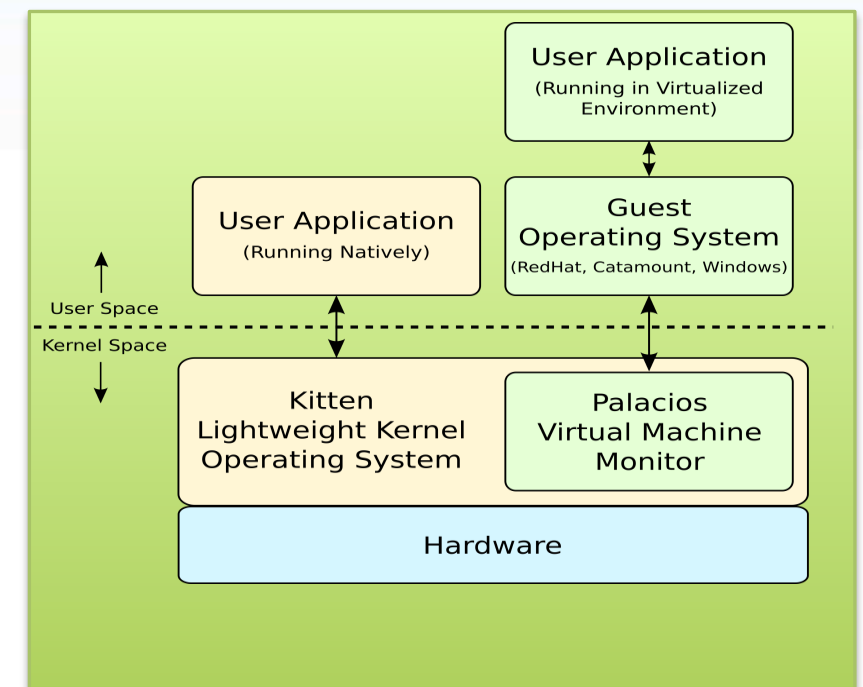 User Application
(Running in Virtualized
Environment)
User Application
(Running Natively)
Guest
Operating System
(RedHat, Catamount, Windows)
User Space
Kernel Space
Kitten
Lightweight Kernel
Operating System
Palacios
Virtual Machine
Monitor
Hardware